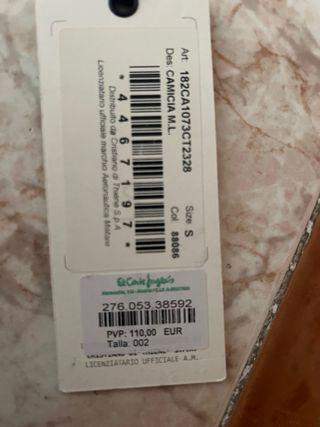 Art: 182CA1073CT2328
Des: CAMICIA M.L.
Size S
Col 88086
*4467197*
Distribuito da Cristiano di Thiene S.p.A
Licenziatario ufficiale marchio Aeronautica Militare
El Corte Inglés
276.053.38592
PVP: 110,00 EUR
Talla: 002
LICENZIATARIO UFFICIALE A.M.